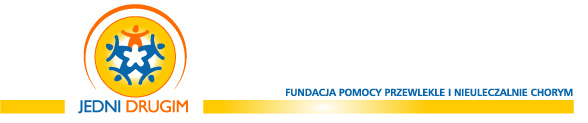 FUNDACJA POMOCY PRZEWLEKLE I NIEULECZALNIE CHORYM
JEDNI DRUGIM